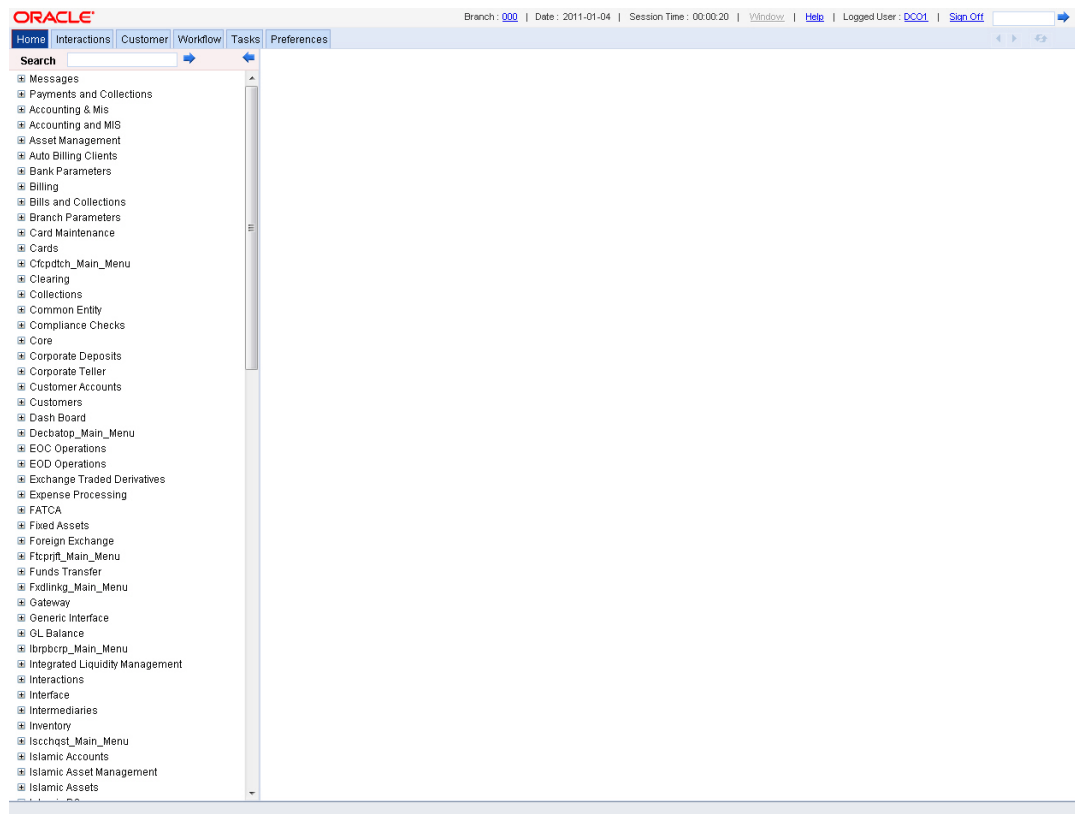 ORACLE
Branch : 000 | Date : 2011-01-04 | Session Time : 00:00:20 | Window | Help | Logged User : DCO1 | Sign Off
Home Interactions Customer Workflow Tasks Preferences
Search
Messages
Payments and Collections
Accounting & Mis
Accounting and MIS
Asset Management
Auto Billing Clients
Bank Parameters
Billing
Bills and Collections
Branch Parameters
Card Maintenance
Cards
Cfcpdtch_Main_Menu
Clearing
Collections
Common Entity
Compliance Checks
Core
Corporate Deposits
Corporate Teller
Customer Accounts
Customers
Dash Board
Decbatop_Main_Menu
EOC Operations
EOD Operations
Exchange Traded Derivatives
Expense Processing
FATCA
Fixed Assets
Foreign Exchange
Ftcprjft_Main_Menu
Funds Transfer
Fxdlinkg_Main_Menu
Gateway
Generic Interface
GL Balance
Ibrpbcrp_Main_Menu
Integrated Liquidity Management
Interactions
Interface
Intermediaries
Inventory
Iscchqst_Main_Menu
Islamic Accounts
Islamic Asset Management
Islamic Assets